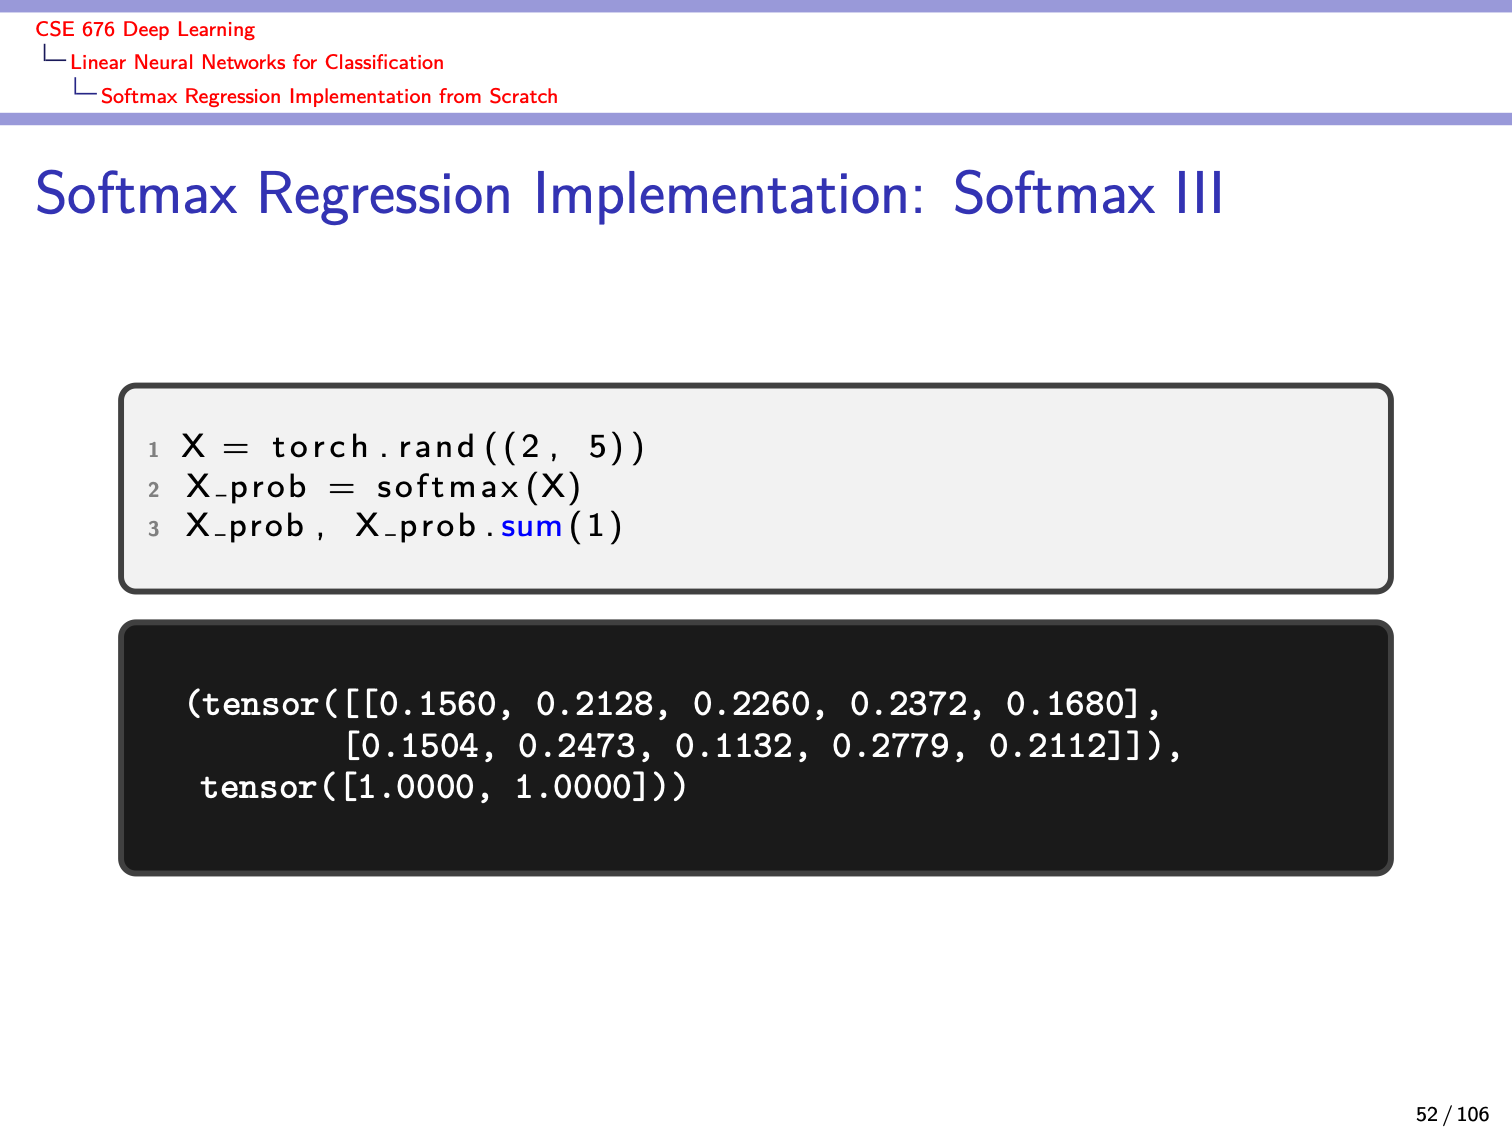 CSE 676 Deep Learning
Linear Neural Networks for Classification
Softmax Regression Implementation from Scratch
Softmax Regression Implementation: Softmax III
1 X = torch.rand((2, 5))
2 X_prob = softmax(X)
3 X_prob, X_prob.sum(1)
(tensor([[0.1560, 0.2128, 0.2260, 0.2372, 0.1680],
[0.1504, 0.2473, 0.1132, 0.2779, 0.2112]]),
tensor([1.0000, 1.0000]))
52 / 106